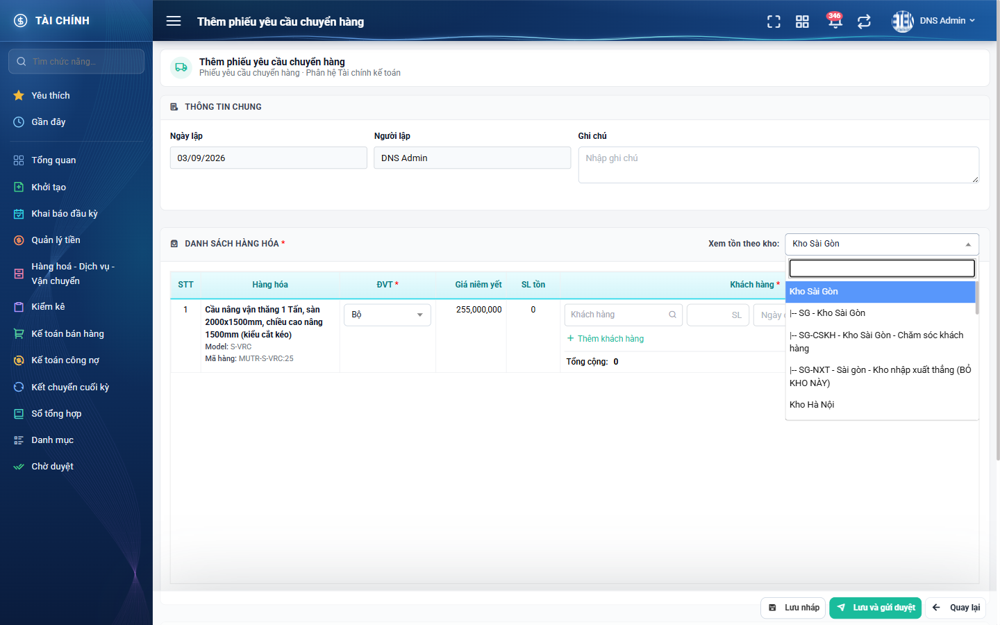 TÀI CHÍNH
Thêm phiếu yêu cầu chuyển hàng
346
DNS Admin
Tìm chức năng...
Yêu thích
Gần đây
Tổng quan
Khởi tạo
Khai báo đầu kỳ
Quản lý tiền
Hàng hoá - Dịch vụ -
Vận chuyển
Kiểm kê
Kế toán bán hàng
Kế toán công nợ
Kết chuyển cuối kỳ
Sổ tổng hợp
Danh mục
Chờ duyệt
Thêm phiếu yêu cầu chuyển hàng
Phiếu yêu cầu chuyển hàng · Phân hệ Tài chính kế toán
THÔNG TIN CHUNG
Ngày lập
Người lập
Ghi chú
03/09/2026
DNS Admin
Nhập ghi chú
DANH SÁCH HÀNG HÓA *
Xem tồn theo kho:
Kho Sài Gòn
Kho Sài Gòn
|-- SG - Kho Sài Gòn
|-- SG-CSKH - Kho Sài Gòn - Chăm sóc khách
hàng
|-- SG-NXT - Sài gòn - Kho nhập xuất thẳng (BỎ
KHO NÀY)
Kho Hà Nội
STT
Hàng hóa
ĐVT *
Giá niêm yết
SL tồn
Khách hàng *
1
Cầu nâng vận thăng 1 Tấn, sàn
2000x1500mm, chiều cao nâng
1500mm (kiểu cắt kéo)
Model: S-VRC
Mã hàng: MUTR-S-VRC:25
Bộ
255,000,000
0
Khách hàng
SL
Ngày
+ Thêm khách hàng
Tổng cộng: 0
Lưu nháp
Lưu và gửi duyệt
Quay lại